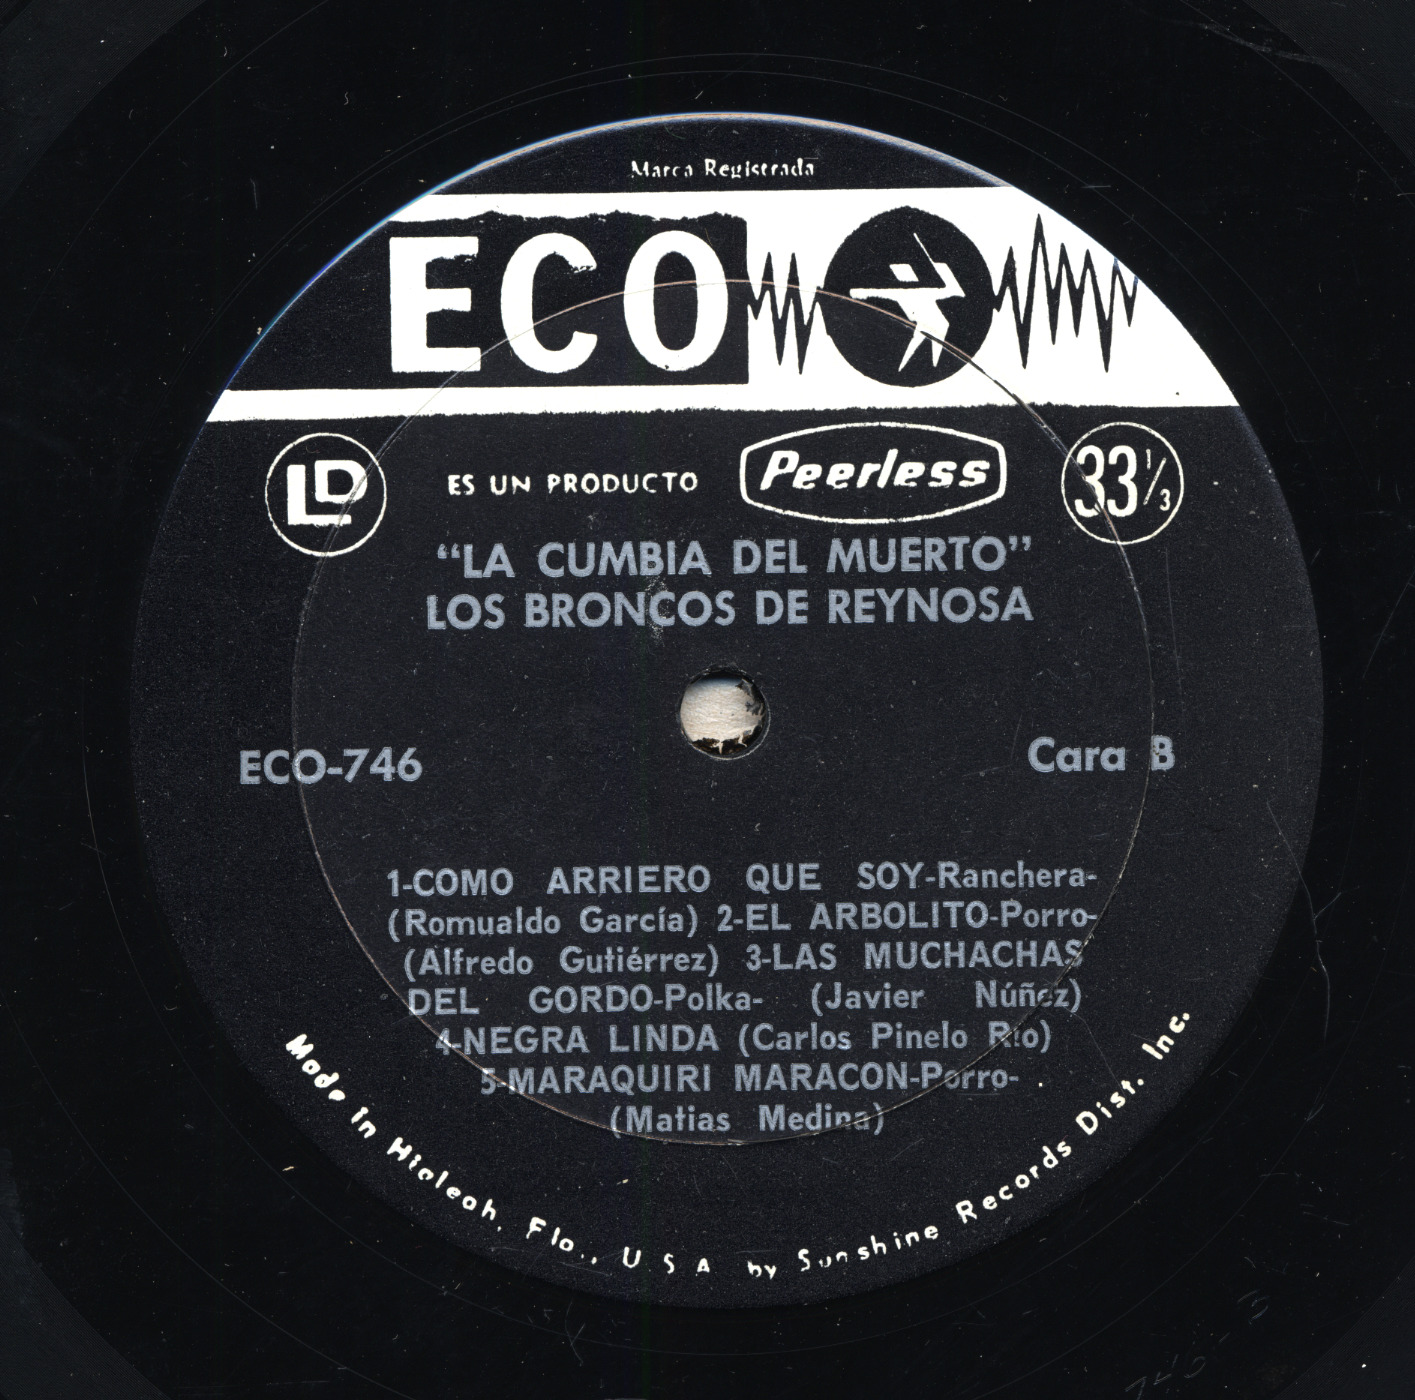 Marca Registrada
ECO
LD
ES UN PRODUCTO Peerless
33 1/3
“LA CUMBIA DEL MUERTO”
LOS BRONCOS DE REYNOSA
ECO-746
Cara B
1-COMO ARRIERO QUE SOY-Ranchera-
(Romualdo García) 2-EL ARBOLITO-Porro-
(Alfredo Gutiérrez) 3-LAS MUCHACHAS
DEL GORDO-Polka- (Javier Núñez)
4-NEGRA LINDA (Carlos Pinelo Río)
5-MARAQUIRI MARACON-Porro-
(Matias Medina)
Made in Hialeah, Fla., U S A by Sunshine Records Dist. Inc.